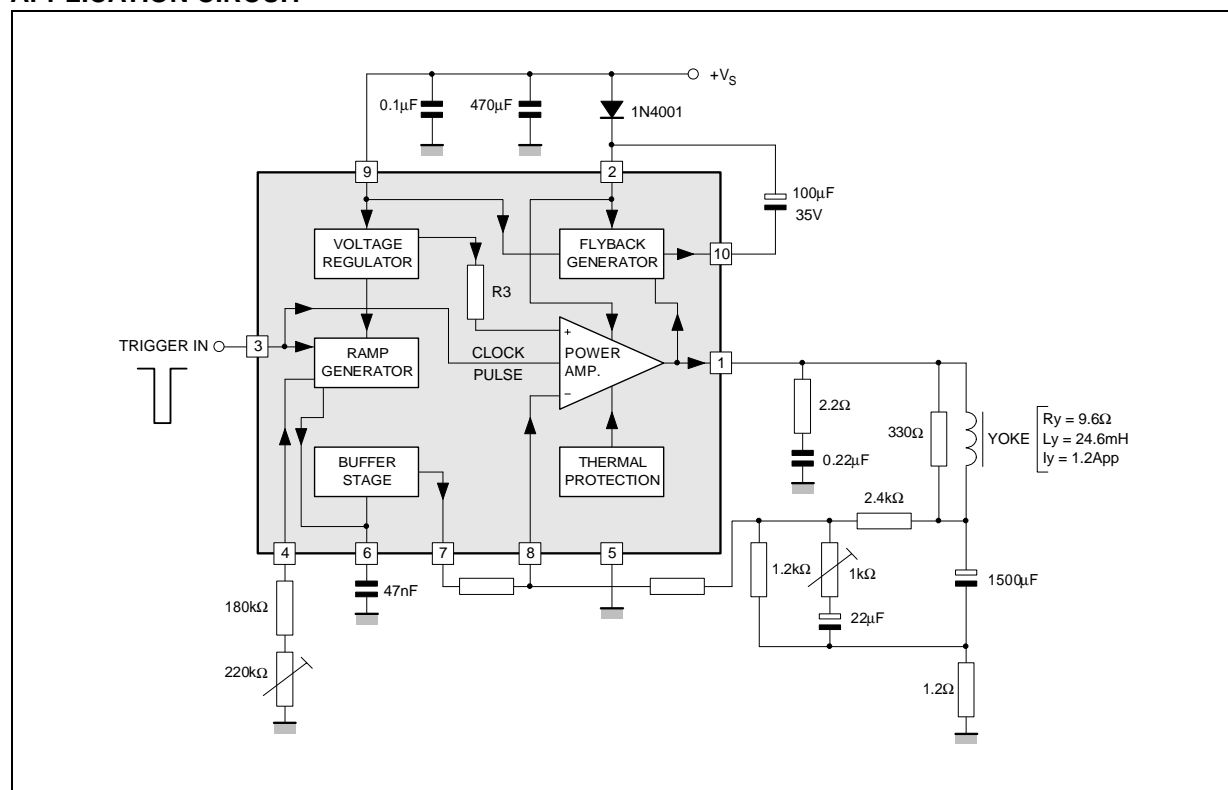 APPLICATION CIRCUIT
+VS
0.1µF
470µF
1N4001
9
2
100µF
35V
VOLTAGE
REGULATOR
FLYBACK
GENERATOR
10
R3
TRIGGER IN
3
RAMP
GENERATOR
CLOCK
PULSE
+
POWER
AMP.
−
1
2.2Ω
330Ω
YOKE
Ry = 9.6Ω
Ly = 24.6mH
Iy = 1.2App
BUFFER
STAGE
THERMAL
PROTECTION
0.22µF
2.4kΩ
4
6
7
8
5
47nF
1.2kΩ
1kΩ
1500µF
180kΩ
22µF
220kΩ
1.2Ω